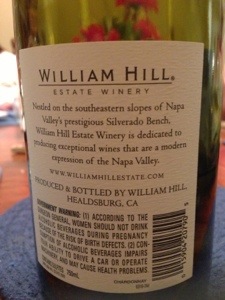 WILLIAM HILL®
ESTATE WINERY
Nestled on the southeastern slopes of Napa
Valley's prestigious Silverado Bench,
William Hill Estate Winery is dedicated to
producing exceptional wines that are a modern
expression of the Napa Valley.
WWW.WILLIAMHILLESTATE.COM
PRODUCED & BOTTLED BY WILLIAM HILL,
HEALDSBURG, CA
GOVERNMENT WARNING: (1) ACCORDING TO THE
SURGEON GENERAL, WOMEN SHOULD NOT DRINK
ALCOHOLIC BEVERAGES DURING PREGNANCY
BECAUSE OF THE RISK OF BIRTH DEFECTS. (2) CON-
SUMPTION OF ALCOHOLIC BEVERAGES IMPAIRS
YOUR ABILITY TO DRIVE A CAR OR OPERATE
MACHINERY, AND MAY CAUSE HEALTH PROBLEMS.
CHARDONNAY